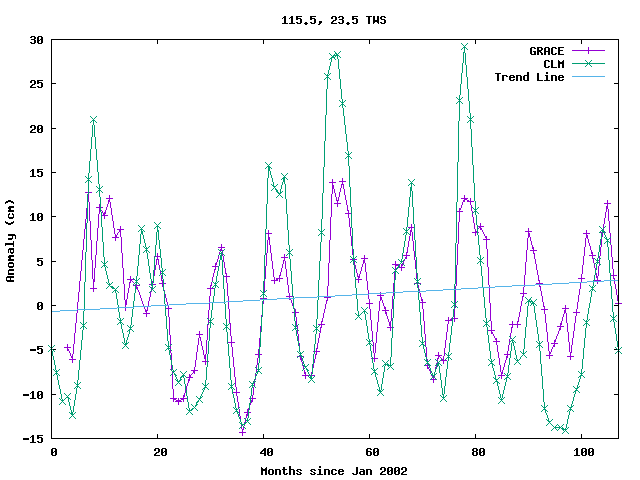 115.5, 23.5 TWS
GRACE
CLM
Trend Line
30
25
20
15
10
5
0
-5
-10
-15
Anomaly (cm)
0 20 40 60 80 100
Months since Jan 2002